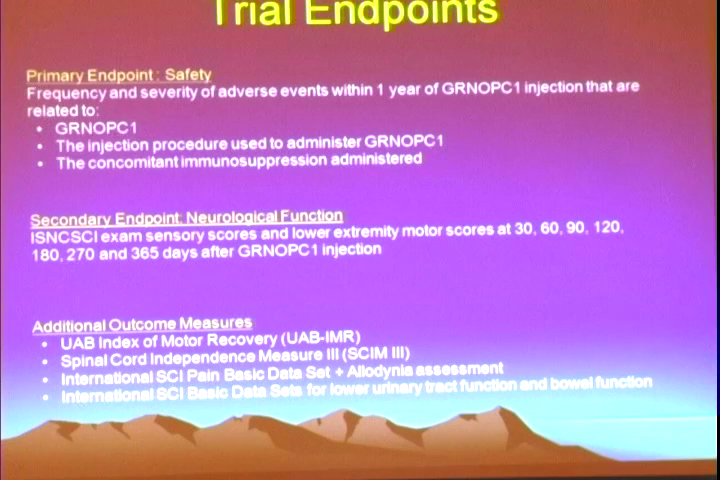 Trial Endpoints
Primary Endpoint : Safety
Frequency and severity of adverse events within 1 year of GRNOPC1 injection that are
related to:
• GRNOPC1
• The injection procedure used to administer GRNOPC1
• The concomitant immunosuppression administered
Secondary Endpoint: Neurological Function
ISNCSCI exam sensory scores and lower extremity motor scores at 30, 60, 90, 120,
180, 270 and 365 days after GRNOPC1 injection
Additional Outcome Measures
• UAB Index of Motor Recovery (UAB-IMR)
• Spinal Cord Independence Measure III (SCIM III)
• International SCI Pain Basic Data Set + Allodynia assessment
• International SCI Basic Data Sets for lower urinary tract function and bowel function